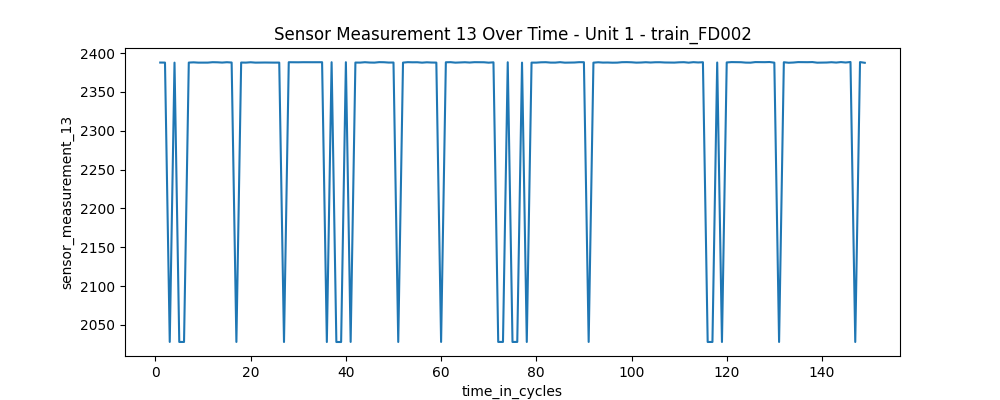 Sensor Measurement 13 Over Time - Unit 1 - train_FD002
sensor_measurement_13
2400
2350
2300
2250
2200
2150
2100
2050
0 20 40 60 80 100 120 140
time_in_cycles